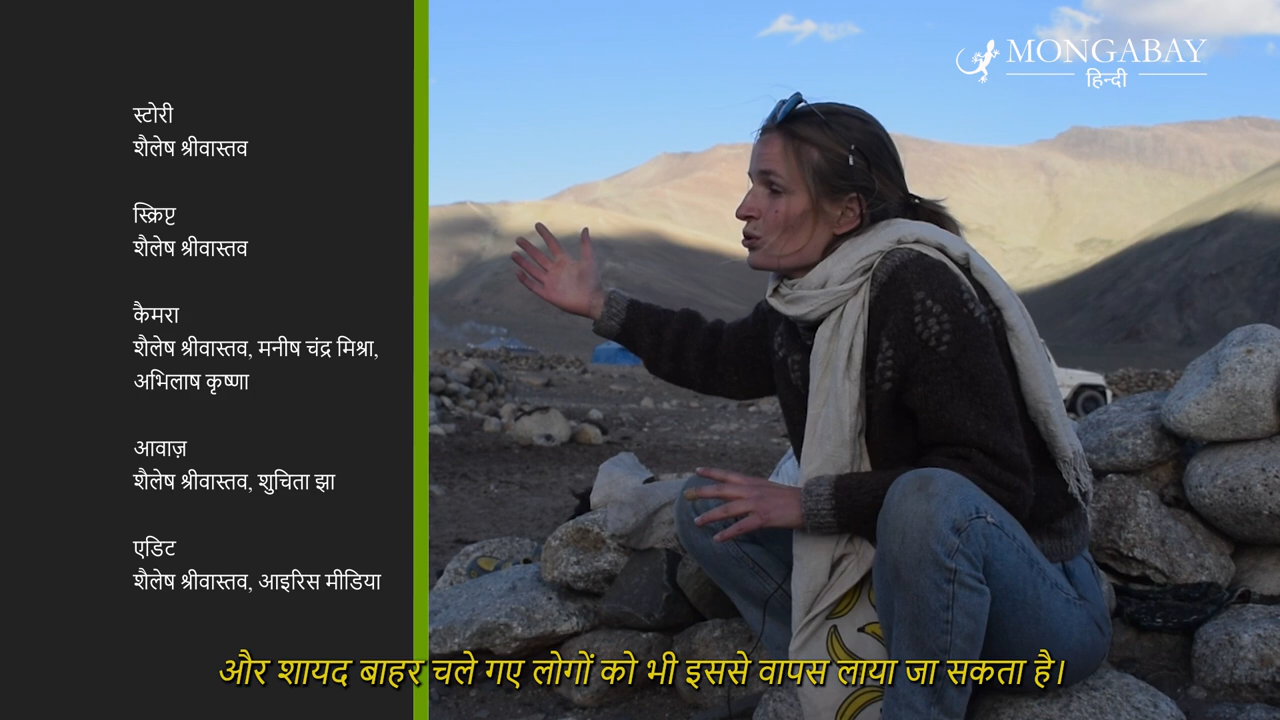 स्टोरी
शैलेष श्रीवास्तव
स्क्रिप्ट
शैलेष श्रीवास्तव
कैमरा
शैलेष श्रीवास्तव, मनीष चंद्र मिश्रा,
अभिलाष कृष्णा
आवाज़
शैलेष श्रीवास्तव, शुचिता झा
एडिट
शैलेष श्रीवास्तव, आइरिस मीडिया
MONGABAY
हिन्दी
और शायद बाहर चले गए लोगों को भी इससे वापस लाया जा सकता है।